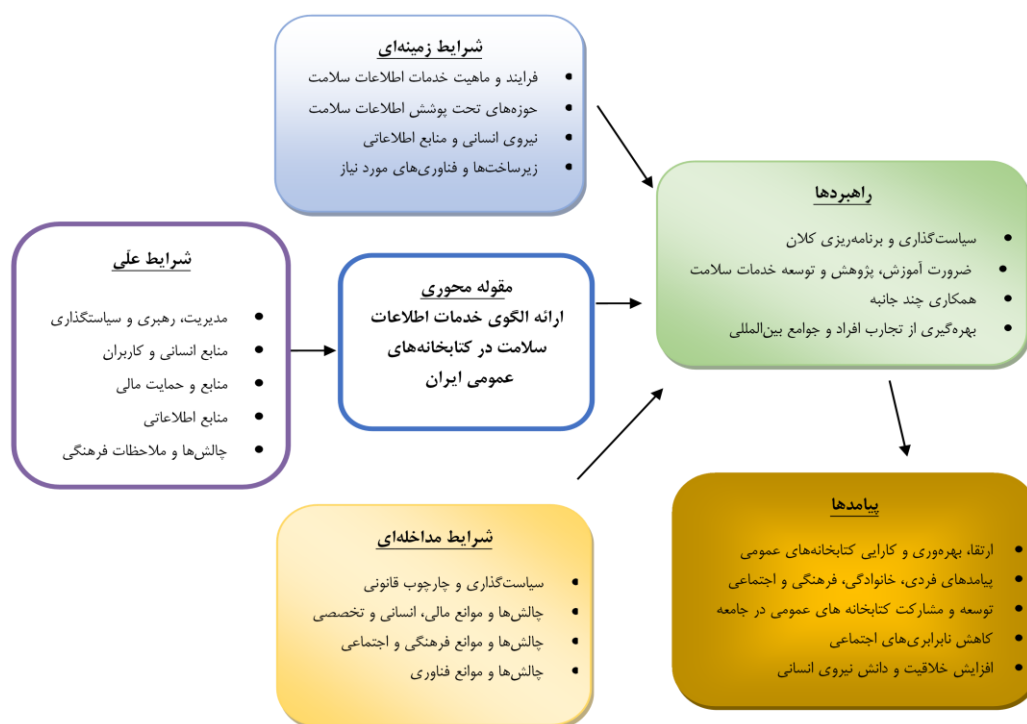 شرایط زمینه‌ای
فرایند و ماهیت خدمات اطلاعات سلامت
حوزه‌های تحت پوشش اطلاعات سلامت
نیروی انسانی و منابع اطلاعاتی
زیرساخت‌ها و فناوری‌های مورد نیاز
راهبردها
سیاست‌گذاری و برنامه‌ریزی کلان
ضرورت آموزش، پژوهش و توسعه خدمات سلامت
همکاری چند جانبه
بهره‌گیری از تجارب افراد و جوامع بین‌المللی
شرایط علّی
مدیریت، رهبری و سیاستگذاری
منابع انسانی و کاربران
منابع و حمایت مالی
منابع اطلاعاتی
چالش‌ها و ملاحظات فرهنگی
مقوله محوری
ارائه الگوی خدمات اطلاعات
سلامت در کتابخانه‌های
عمومی ایران
شرایط مداخله‌ای
سیاست‌گذاری و چارچوب قانونی
چالش‌ها و موانع مالی، انسانی و تخصصی
چالش‌ها و موانع فرهنگی و اجتماعی
چالش‌ها و موانع فناوری
پیامدها
ارتقا، بهره‌وری و کارایی کتابخانه‌های عمومی
پیامدهای فردی، خانوادگی، فرهنگی و اجتماعی
توسعه و مشارکت کتابخانه های عمومی در جامعه
کاهش نابرابری‌های اجتماعی
افزایش خلاقیت و دانش نیروی انسانی